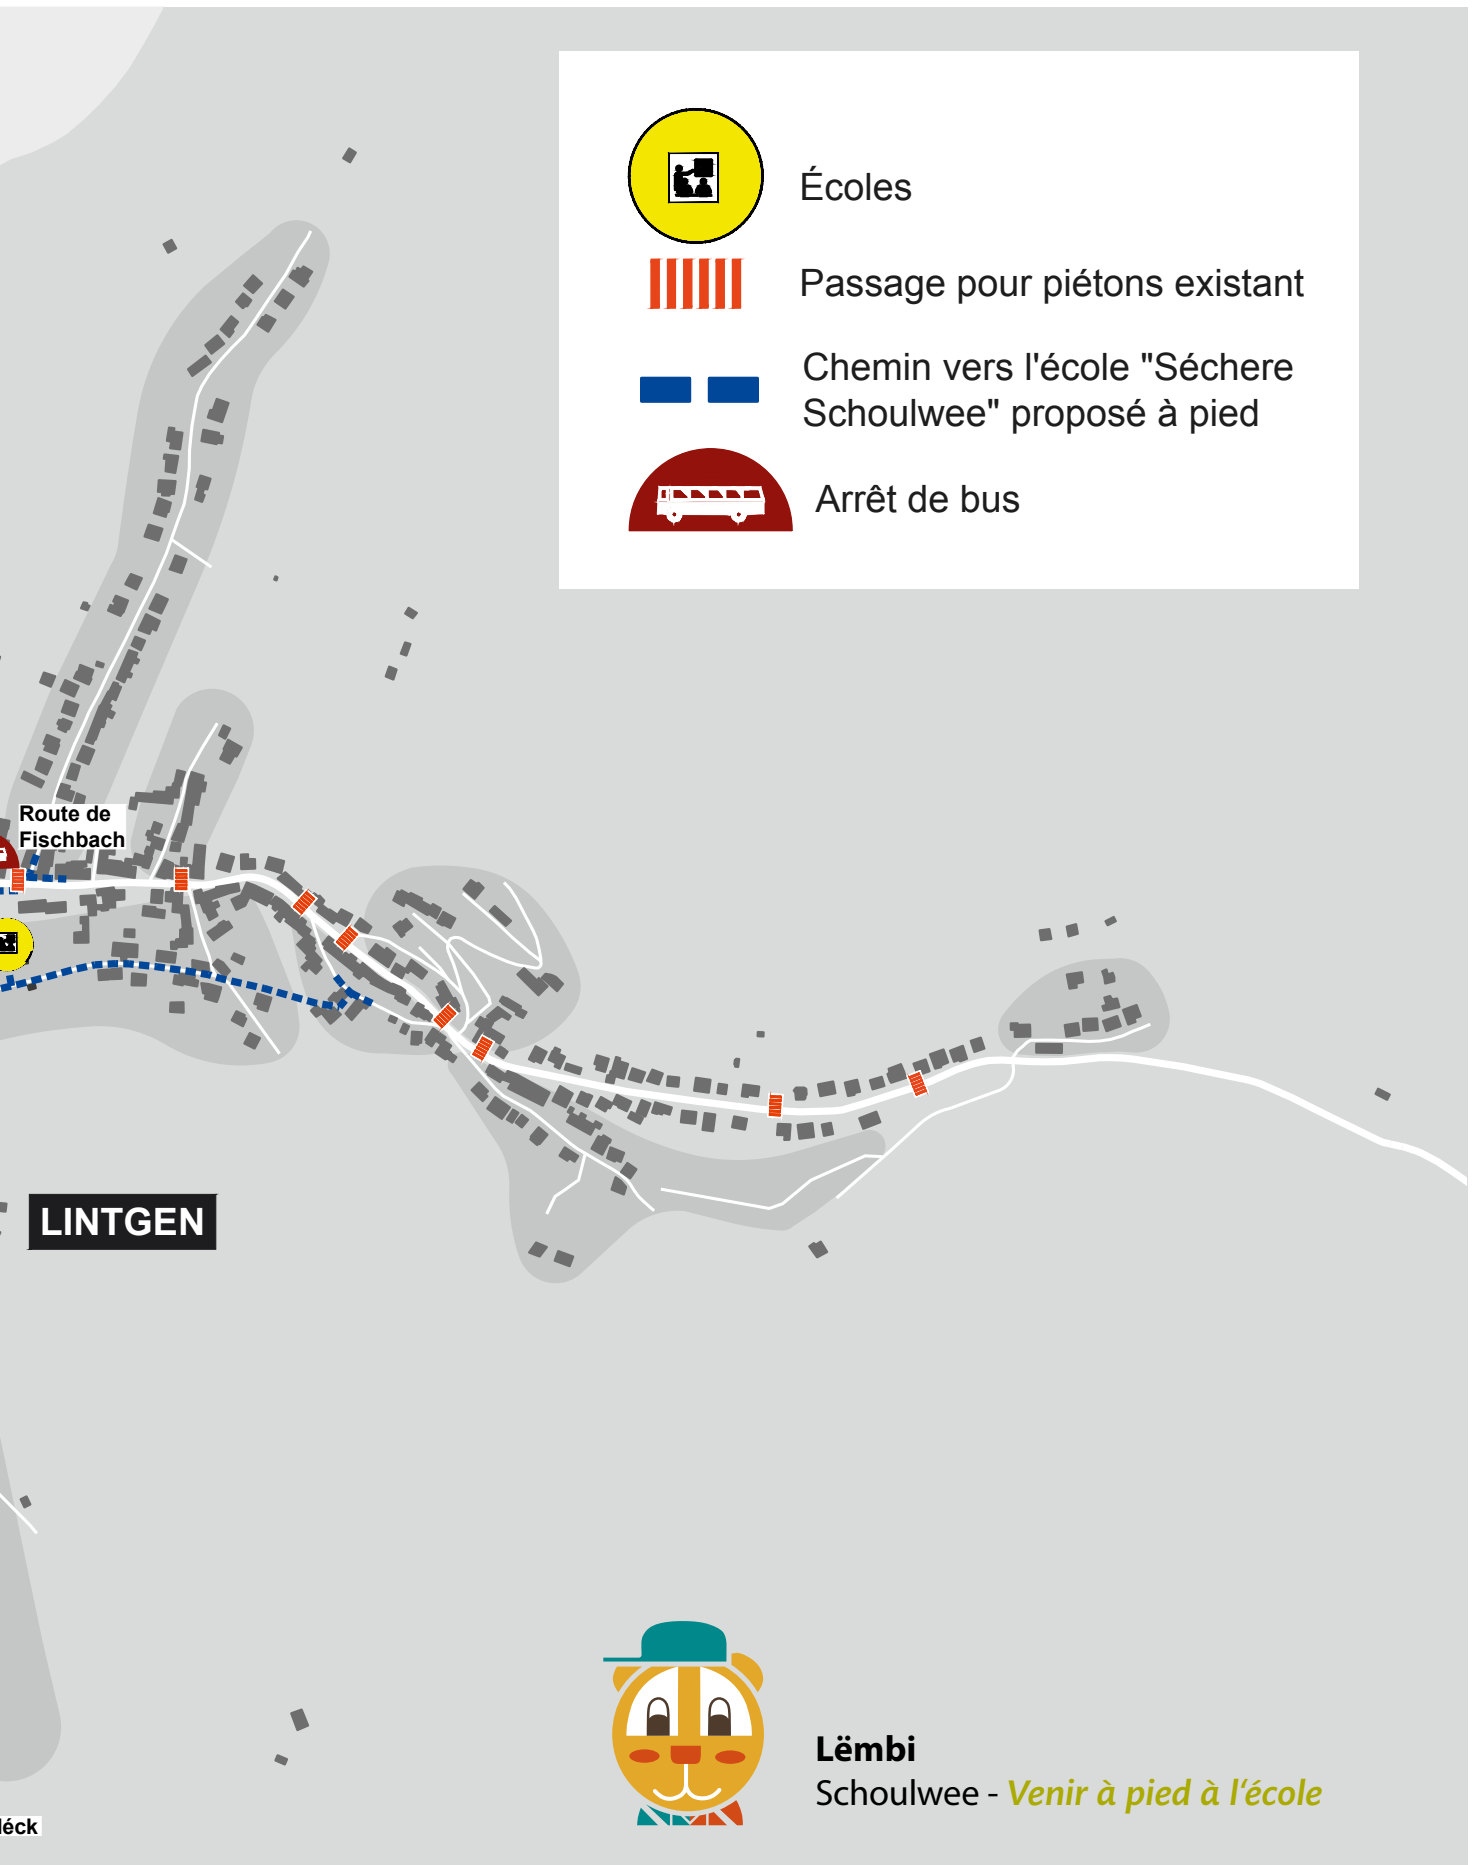 Écoles
Passage pour piétons existant
Chemin vers l'école "Séchere
Schoulwee" proposé à pied
Arrêt de bus
Route de
Fischbach
LINTGEN
Lëmbi
Schoulwee - Venir à pied à l‘école